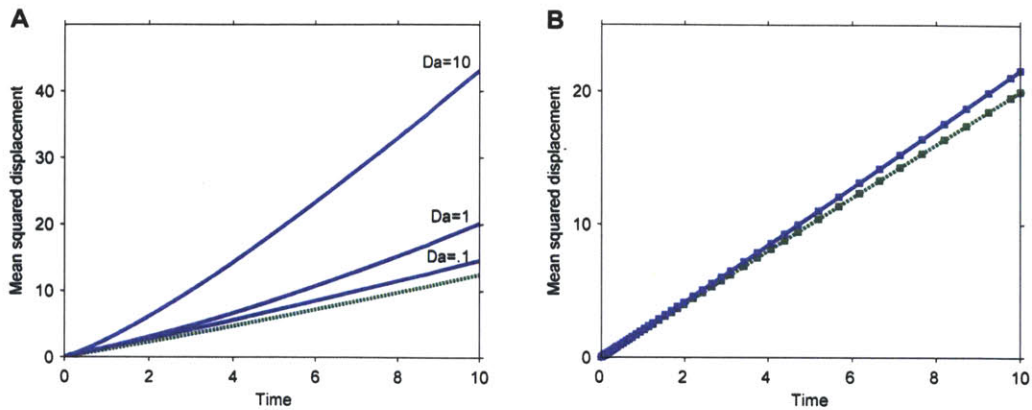 A
Mean squared displacement
40
30
20
10
0
Da=10
Da=1
Da=.1
0 2 4 6 8 10
Time
B
Mean squared displacement
20
10
0
0 2 4 6 8 10
Time